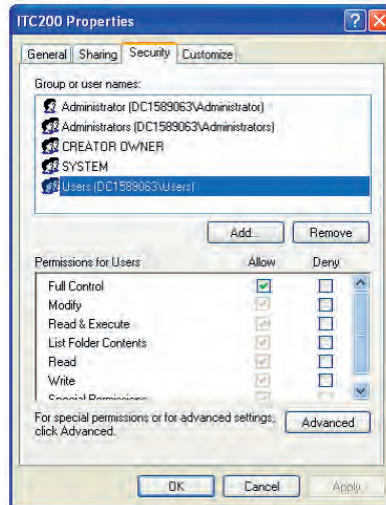 ITC200 Properties
General Sharing Security Customize
Group or user names:
Administrator (DC1589063\Administrator)
Administrators (DC1589063\Administrators)
CREATOR OWNER
SYSTEM
Users (DC1589063\Users)
Add... Remove
Permissions for Users Allow Deny
Full Control
Modify
Read & Execute
List Folder Contents
Read
Write
Special Permissions
For special permissions or for advanced settings,
click Advanced.
Advanced
OK Cancel Apply